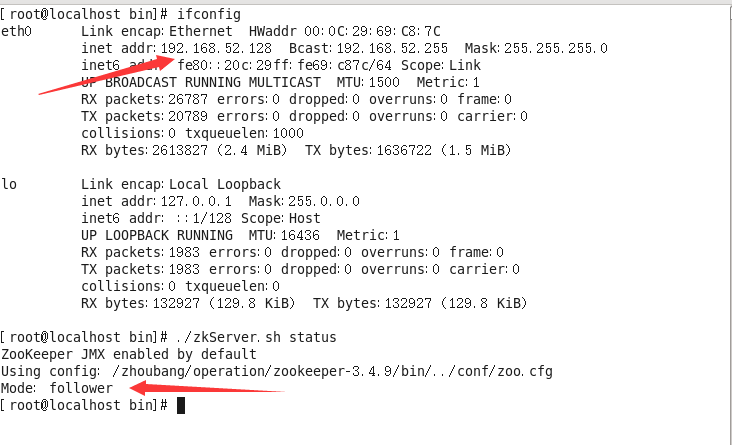 [root@localhost bin]# ifconfig
eth0 Link encap:Ethernet HWaddr 00:0C:29:69:C8:7C
inet addr:192.168.52.128 Bcast:192.168.52.255 Mask:255.255.255.0
inet6 fe80::20c:29ff:fe69:c87c/64 Scope:Link
UP BROADCAST RUNNING MULTICAST MTU:1500 Metric:1
RX packets:26787 errors:0 dropped:0 overruns:0 frame:0
TX packets:20789 errors:0 dropped:0 overruns:0 carrier:0
collisions:0 txqueuelen:1000
RX bytes:2613827 (2.4 MiB) TX bytes:1636722 (1.5 MiB)
lo Link encap:Local Loopback
inet addr:127.0.0.1 Mask:255.0.0.0
inet6 addr: ::1/128 Scope:Host
UP LOOPBACK RUNNING MTU:16436 Metric:1
RX packets:1983 errors:0 dropped:0 overruns:0 frame:0
TX packets:1983 errors:0 dropped:0 overruns:0 carrier:0
collisions:0 txqueuelen:0
RX bytes:132927 (129.8 KiB) TX bytes:132927 (129.8 KiB)
[root@localhost bin]# ./zkServer.sh status
ZooKeeper JMX enabled by default
Using config: /zhoubang/operation/zookeeper-3.4.9/bin/../conf/zoo.cfg
Mode: follower
[root@localhost bin]#